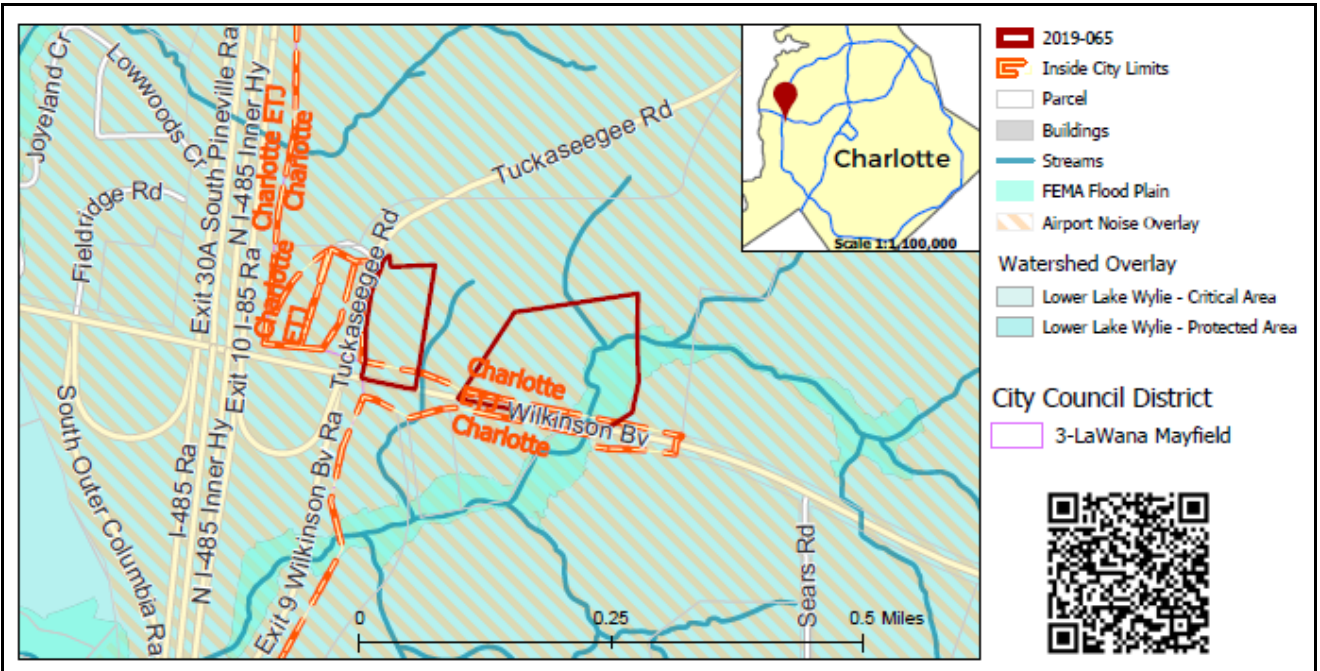 Joyeland Cr
Lowwoods Cr
Fieldridge Rd
Exit 30A South Pineville Ra
N I-485 Inner Hy
Charlotte ETJ
Charlotte
Tuckaseegee Rd
Charlotte
ETJ
Exit 10 I-85 Ra
Tuckaseegee Rd
South Outer Columbia Ra
I-485 Ra
N I-485 Inner Hy
Exit 9 Wilkinson Bv Ra
Charlotte
ETJ
Wilkinson Bv
Charlotte
Sears Rd
0
0.25
0.5 Miles
Charlotte
Scale 1:1,100,000
2019-065
Inside City Limits
Parcel
Buildings
Streams
FEMA Flood Plain
Airport Noise Overlay
Watershed Overlay
Lower Lake Wylie - Critical Area
Lower Lake Wylie - Protected Area
City Council District
3-LaWana Mayfield